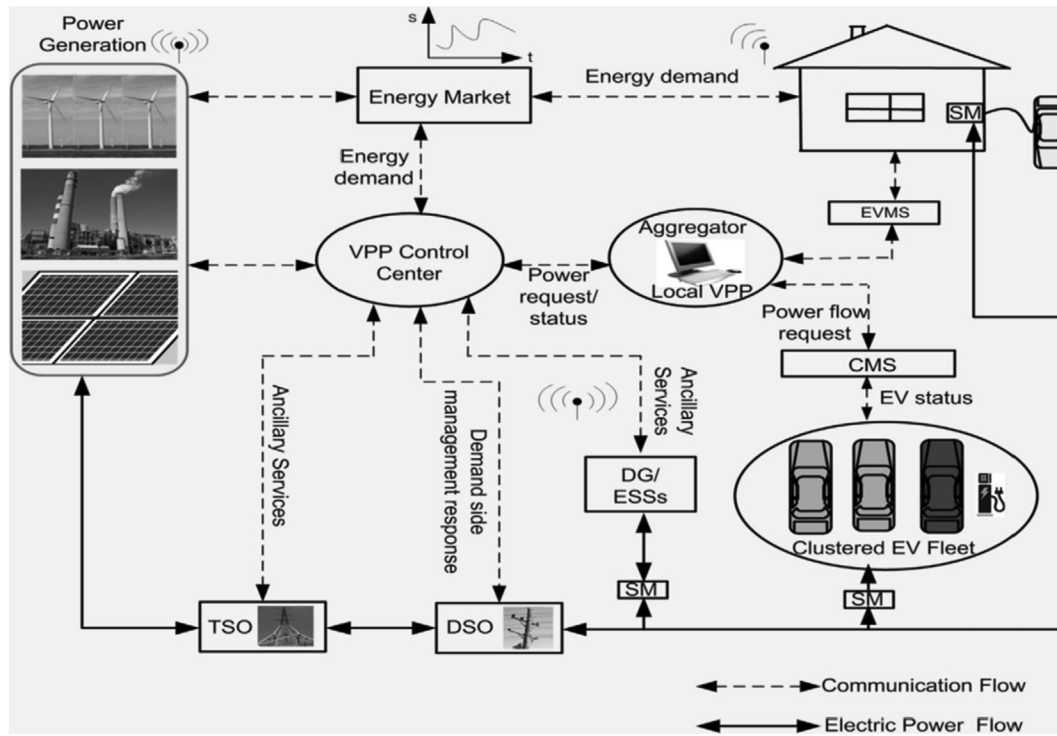 Power
Generation
s
t
Energy Market
Energy demand
SM
Energy
demand
EVMS
VPP Control
Center
Aggregator
Local VPP
Power
request/
status
Power flow
request
CMS
EV status
Ancillary Services
Demand side
management response
Ancillary
Services
DG/
ESSs
Clustered EV Fleet
SM
SM
TSO
DSO
Communication Flow
Electric Power Flow